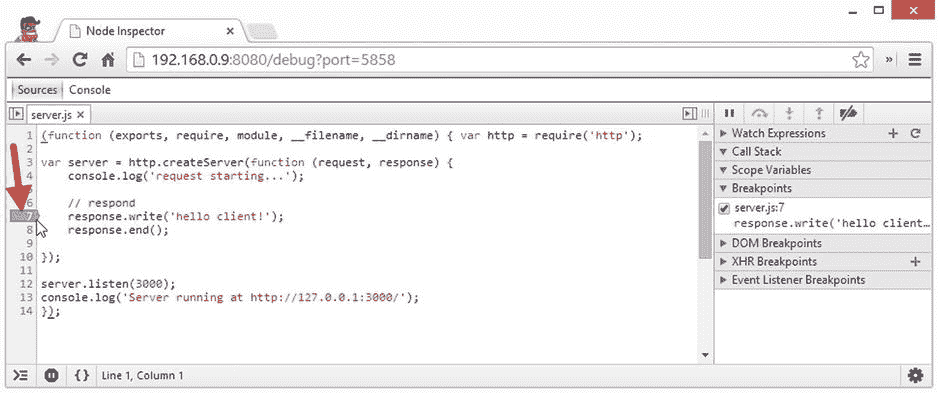 Node Inspector
192.168.0.9:8080/debug?port=5858
Sources Console
server.js
1 (function (exports, require, module, __filename, __dirname) { var http = require('http');
2
3 var server = http.createServer(function (request, response) {
4 console.log('request starting...');
5
6 // respond
7 response.write('hello client!');
8 response.end();
9
10 });
11
12 server.listen(3000);
13 console.log('Server running at http://127.0.0.1:3000/');
14 });
Watch Expressions
Call Stack
Scope Variables
Breakpoints
server.js:7
response.write('hello client...
DOM Breakpoints
XHR Breakpoints
Event Listener Breakpoints
{ } Line 1, Column 1